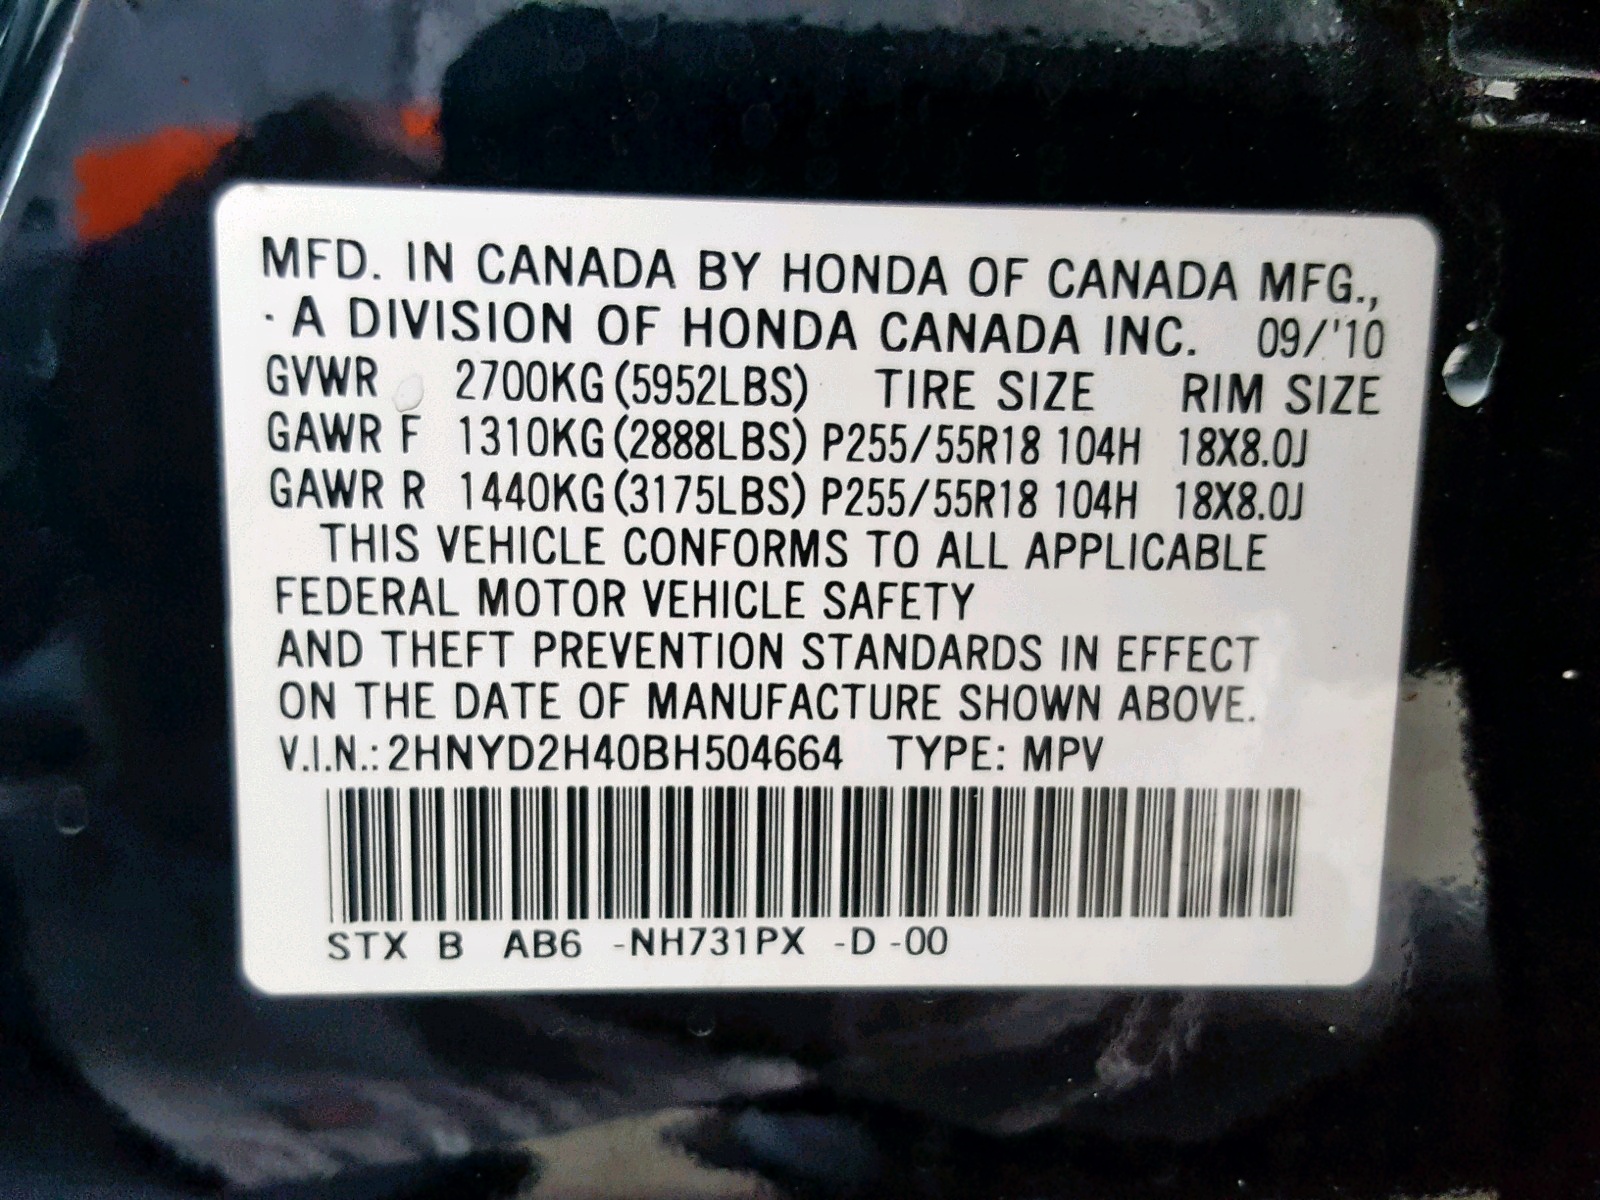 MFD. IN CANADA BY HONDA OF CANADA MFG.,
A DIVISION OF HONDA CANADA INC. 09/'10
GVWR 2700KG(5952LBS) TIRE SIZE RIM SIZE
GAWR F 1310KG(2888LBS) P255/55R18 104H 18X8.0J
GAWR R 1440KG(3175LBS) P255/55R18 104H 18X8.0J
THIS VEHICLE CONFORMS TO ALL APPLICABLE
FEDERAL MOTOR VEHICLE SAFETY
AND THEFT PREVENTION STANDARDS IN EFFECT
ON THE DATE OF MANUFACTURE SHOWN ABOVE.
V.I.N.: 2HNYD2H40BH504664 TYPE: MPV
STX B AB6 -NH731PX -D -00